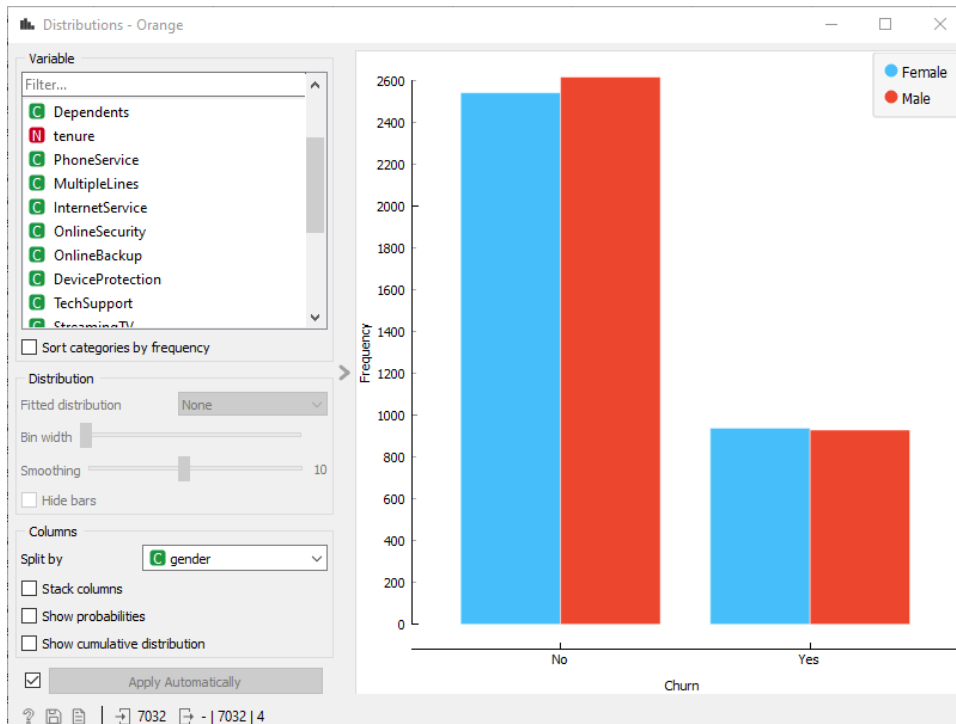 Distributions - Orange
Variable
Filter...
C Dependents
N tenure
C PhoneService
C MultipleLines
C InternetService
C OnlineSecurity
C OnlineBackup
C DeviceProtection
C TechSupport
C StreamingTV
Sort categories by frequency
Distribution
Fitted distribution None
Bin width
Smoothing 10
Hide bars
Columns
Split by C gender
Stack columns
Show probabilities
Show cumulative distribution
Apply Automatically
? 7032 - | 7032 | 4
Female
Male
2600
2400
2200
2000
1800
1600
1400
1200
1000
800
600
400
200
0
Frequency
No Yes
Churn